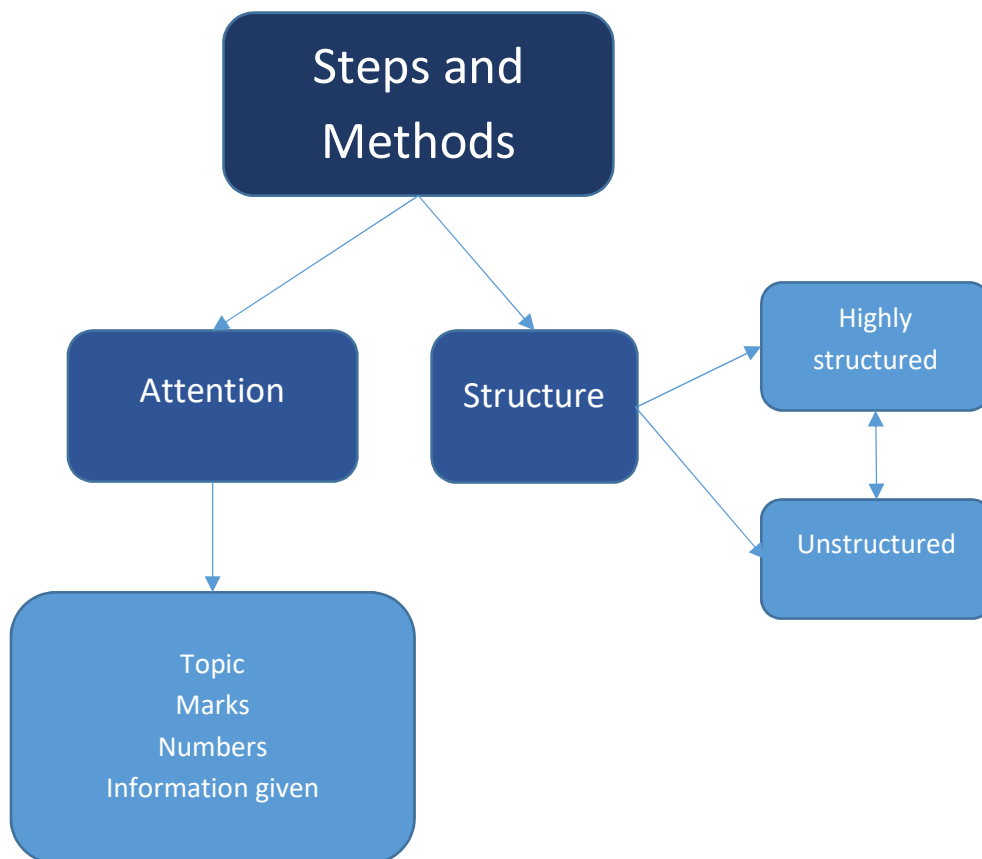 Steps and
Methods
Attention
Structure
Highly
structured
Unstructured
Topic
Marks
Numbers
Information given